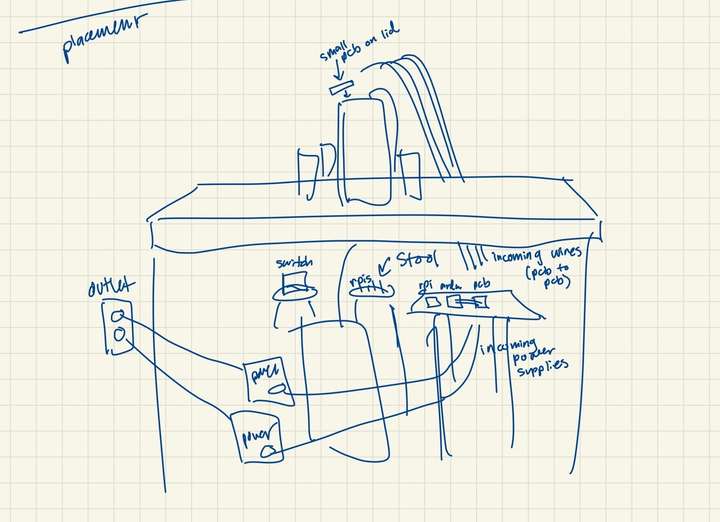 placement
small
pcb on lid
switch
rpis
Stool
incoming wires
(pcb to
pcb)
outlet
rpi
pcb
incoming
power
supplies
power
power